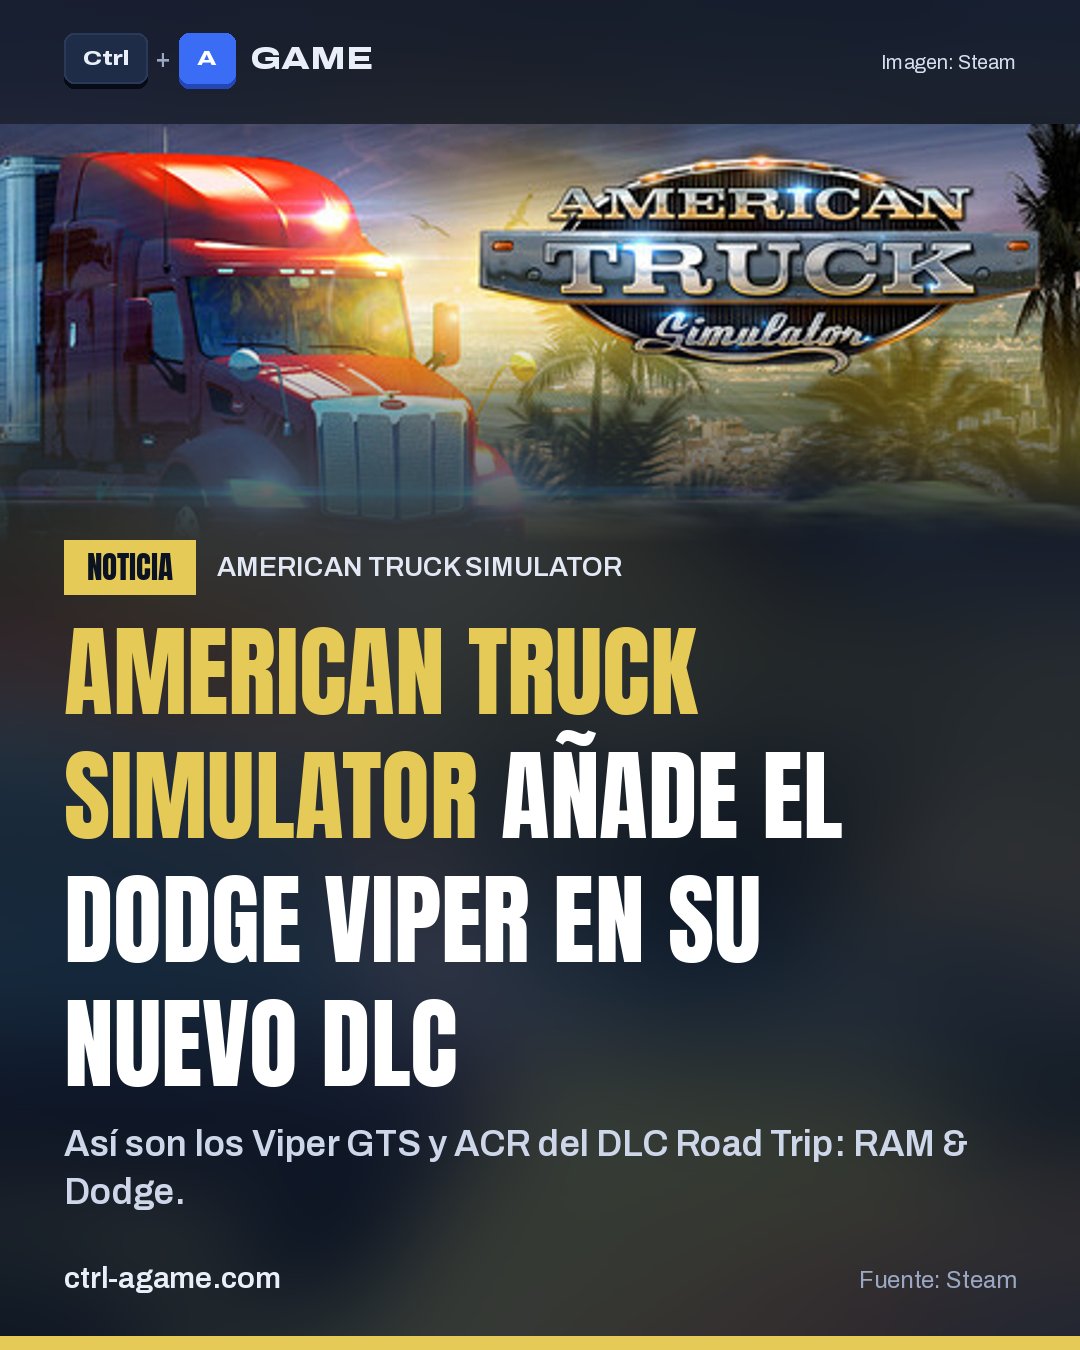 Ctrl + A GAME
Imagen: Steam
AMERICAN
TRUCK
Simulator
NOTICIA
AMERICAN TRUCK SIMULATOR
AMERICAN TRUCK
SIMULATOR AÑADE EL
DODGE VIPER EN SU
NUEVO DLC
Así son los Viper GTS y ACR del DLC Road Trip: RAM &
Dodge.
ctrl-agame.com
Fuente: Steam